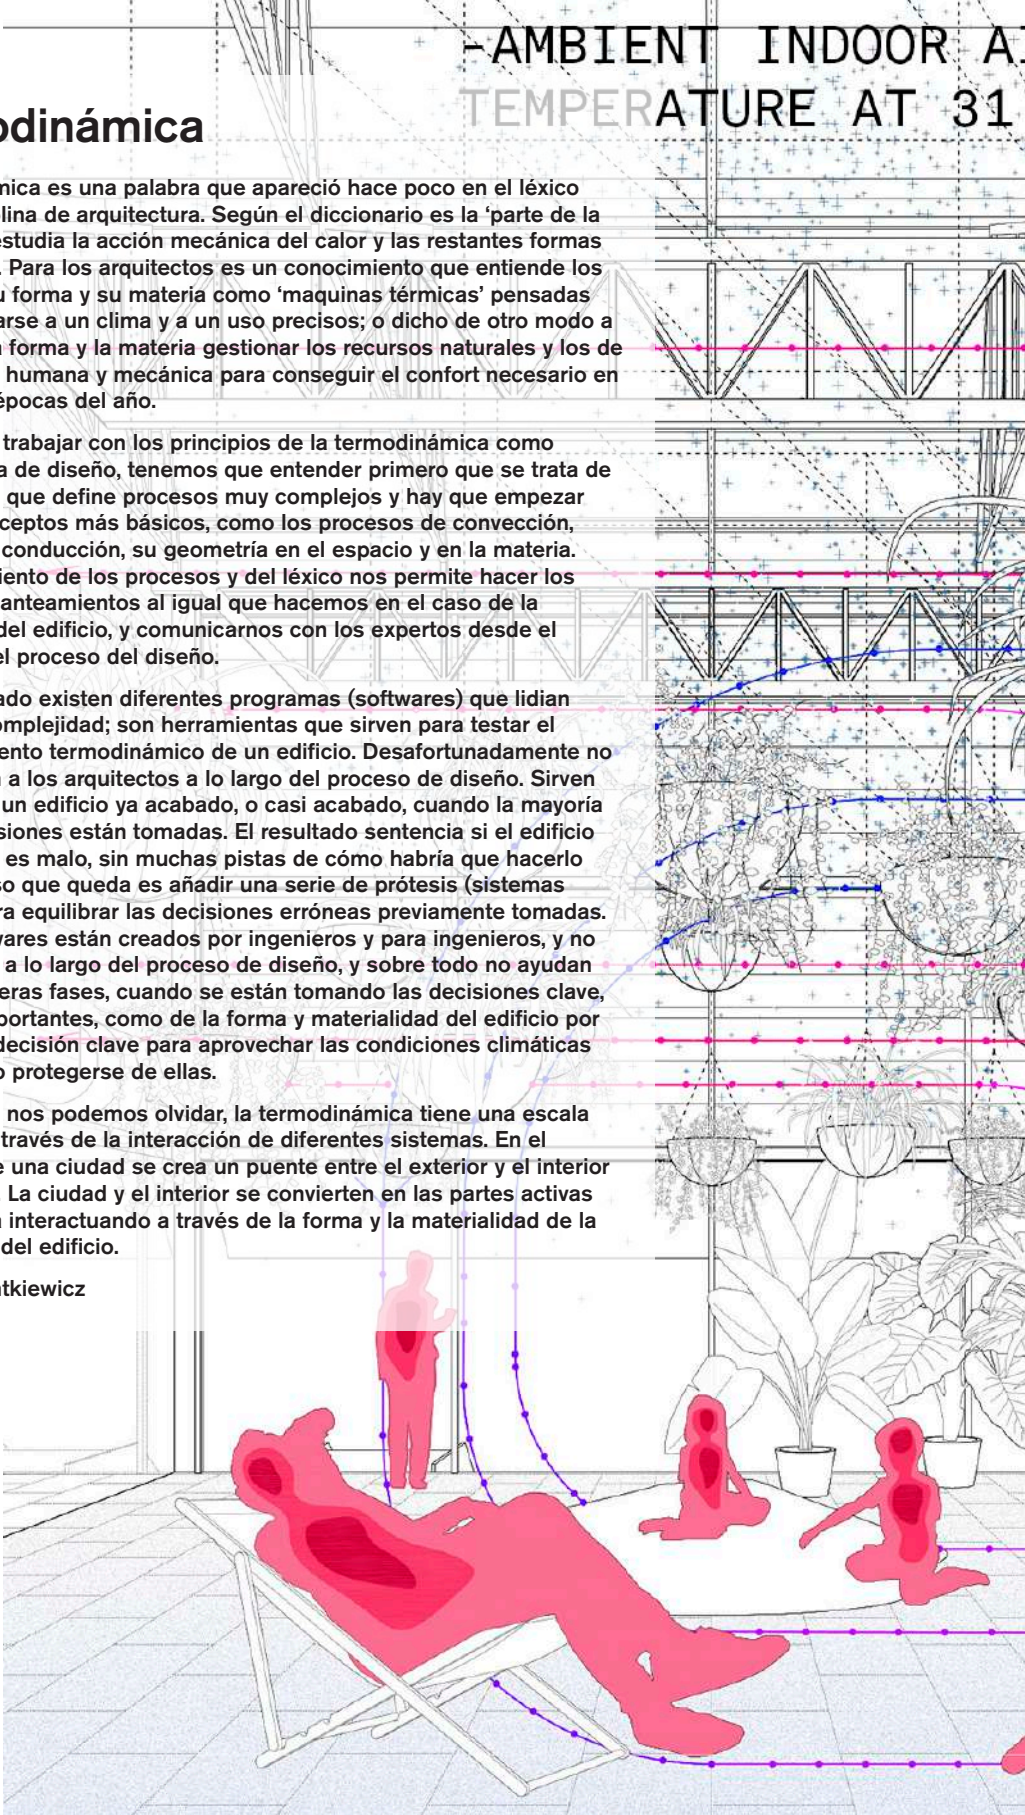 -AMBIENT INDOOR
TEMPERATURE AT 31
odinámica
mica es una palabra que apareció hace poco en el léxico
plina de arquitectura. Según el diccionario es la ‘parte de la
estudia la acción mecánica del calor y las restantes formas
. Para los arquitectos es un conocimiento que entiende los
u forma y su materia como ‘maquinas térmicas’ pensadas
arse a un clima y a un uso precisos; o dicho de otro modo a
a forma y la materia gestionar los recursos naturales y los de
humana y mecánica para conseguir el confort necesario en
épocas del año.
trabajar con los principios de la termodinámica como
a de diseño, tenemos que entender primero que se trata de
que define procesos muy complejos y hay que empezar
ceptos más básicos, como los procesos de convección,
conducción, su geometría en el espacio y en la materia.
iento de los procesos y del léxico nos permite hacer los
anteamientos al igual que hacemos en el caso de la
del edificio, y comunicarnos con los expertos desde el
el proceso del diseño.
ado existen diferentes programas (softwares) que lidian
omplejidad; son herramientas que sirven para testar el
ento termodinámico de un edificio. Desafortunadamente no
n a los arquitectos a lo largo del proceso de diseño. Sirven
un edificio ya acabado, o casi acabado, cuando la mayoría
siones están tomadas. El resultado sentencia si el edificio
es malo, sin muchas pistas de cómo habría que hacerlo
so que queda es añadir una serie de prótesis (sistemas
ra equilibrar las decisiones erróneas previamente tomadas.
wares están creados por ingenieros y para ingenieros, y no
a lo largo del proceso de diseño, y sobre todo no ayudan
eras fases, cuando se están tomando las decisiones clave,
portantes, como de la forma y materialidad del edificio por
decisión clave para aprovechar las condiciones climáticas
o protegerse de ellas.
nos podemos olvidar, la termodinámica tiene una escala
través de la interacción de diferentes sistemas. En el
e una ciudad se crea un puente entre el exterior y el interior
. La ciudad y el interior se convierten en las partes activas
a interactuando a través de la forma y la materialidad de la
del edificio.
tkiewicz